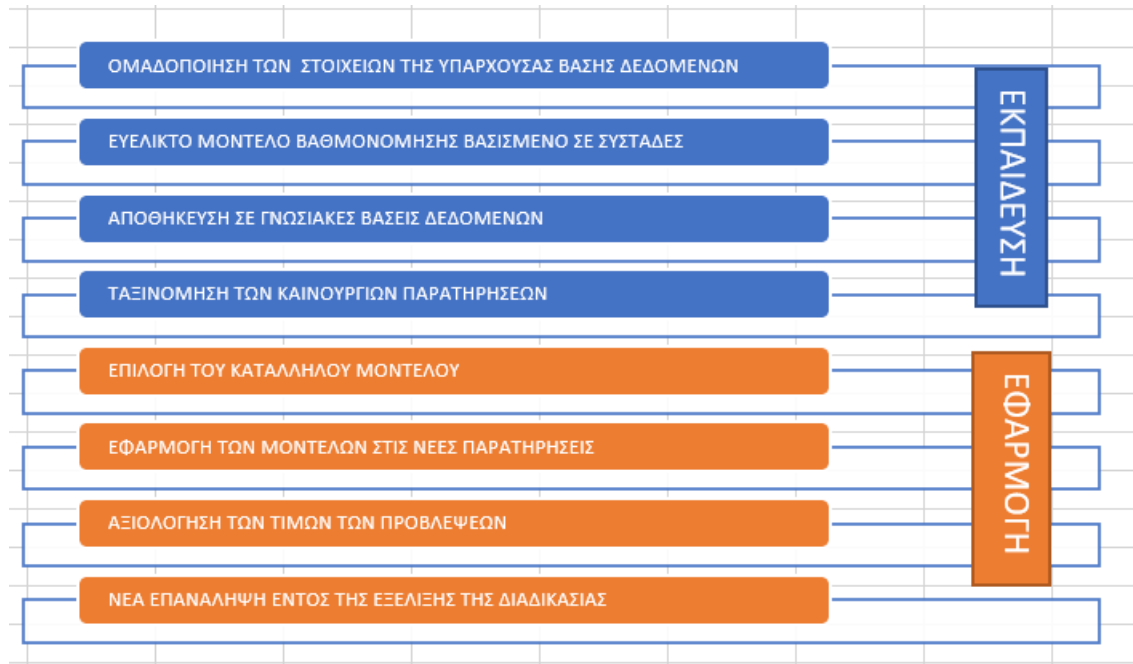 ΟΜΑΔΟΠΟΙΗΣΗ ΤΩΝ ΣΤΟΙΧΕΙΩΝ ΤΗΣ ΥΠΑΡΧΟΥΣΑΣ ΒΑΣΗΣ ΔΕΔΟΜΕΝΩΝ
ΕΥΕΛΙΚΤΟ ΜΟΝΤΕΛΟ ΒΑΘΜΟΝΟΜΗΣΗΣ ΒΑΣΙΣΜΕΝΟ ΣΕ ΣΥΣΤΑΔΕΣ
ΑΠΟΘΗΚΕΥΣΗ ΣΕ ΓΝΩΣΙΑΚΕΣ ΒΑΣΕΙΣ ΔΕΔΟΜΕΝΩΝ
ΤΑΞΙΝΟΜΗΣΗ ΤΩΝ ΚΑΙΝΟΥΡΓΙΩΝ ΠΑΡΑΤΗΡΗΣΕΩΝ
ΕΚΠΑΙΔΕΥΣΗ
ΕΠΙΛΟΓΗ ΤΟΥ ΚΑΤΑΛΛΗΛΟΥ ΜΟΝΤΕΛΟΥ
ΕΦΑΡΜΟΓΗ ΤΩΝ ΜΟΝΤΕΛΩΝ ΣΤΙΣ ΝΕΕΣ ΠΑΡΑΤΗΡΗΣΕΙΣ
ΑΞΙΟΛΟΓΗΣΗ ΤΩΝ ΤΙΜΩΝ ΤΩΝ ΠΡΟΒΛΕΨΕΩΝ
ΝΕΑ ΕΠΑΝΑΛΗΨΗ ΕΝΤΟΣ ΤΗΣ ΕΞΕΛΙΞΗΣ ΤΗΣ ΔΙΑΔΙΚΑΣΙΑΣ
ΕΦΑΡΜΟΓΗ